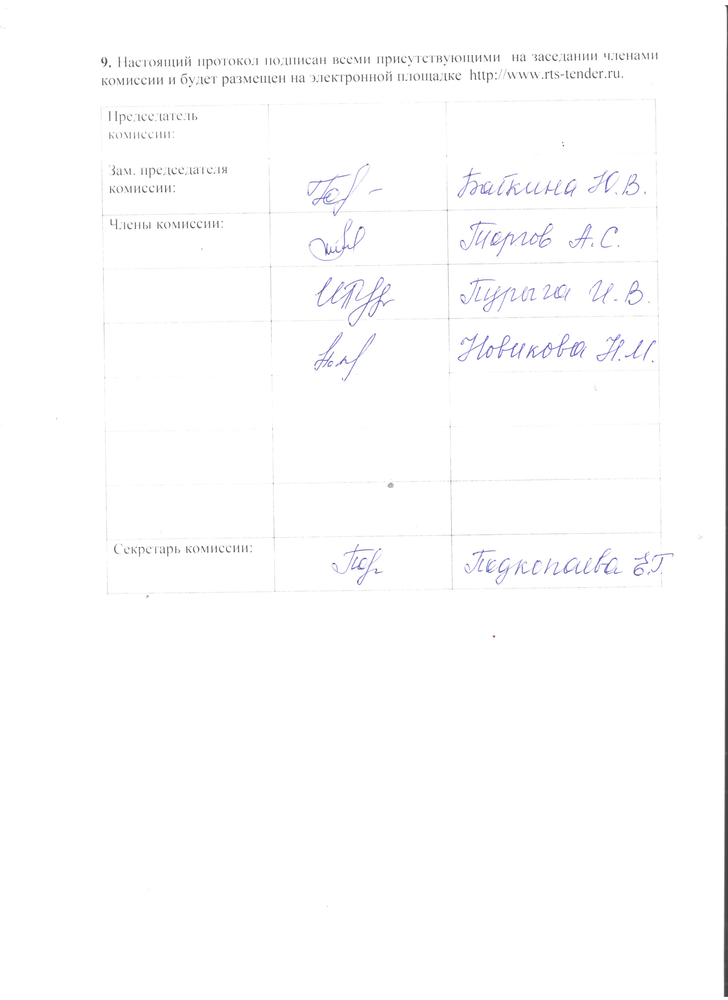 9. Настоящий протокол подписан всеми присутствующими на заседании членами
комиссии и будет размещен на электронной площадке http://www.rts-tender.ru.
Председатель
комиссии:
Зам. председателя
комиссии:
Баткина Ю.В.
Члены комиссии:
Торгов А.С.
Пурыга И.В.
Новикова Н.М.
Секретарь комиссии:
Подкопаева Е.Г.